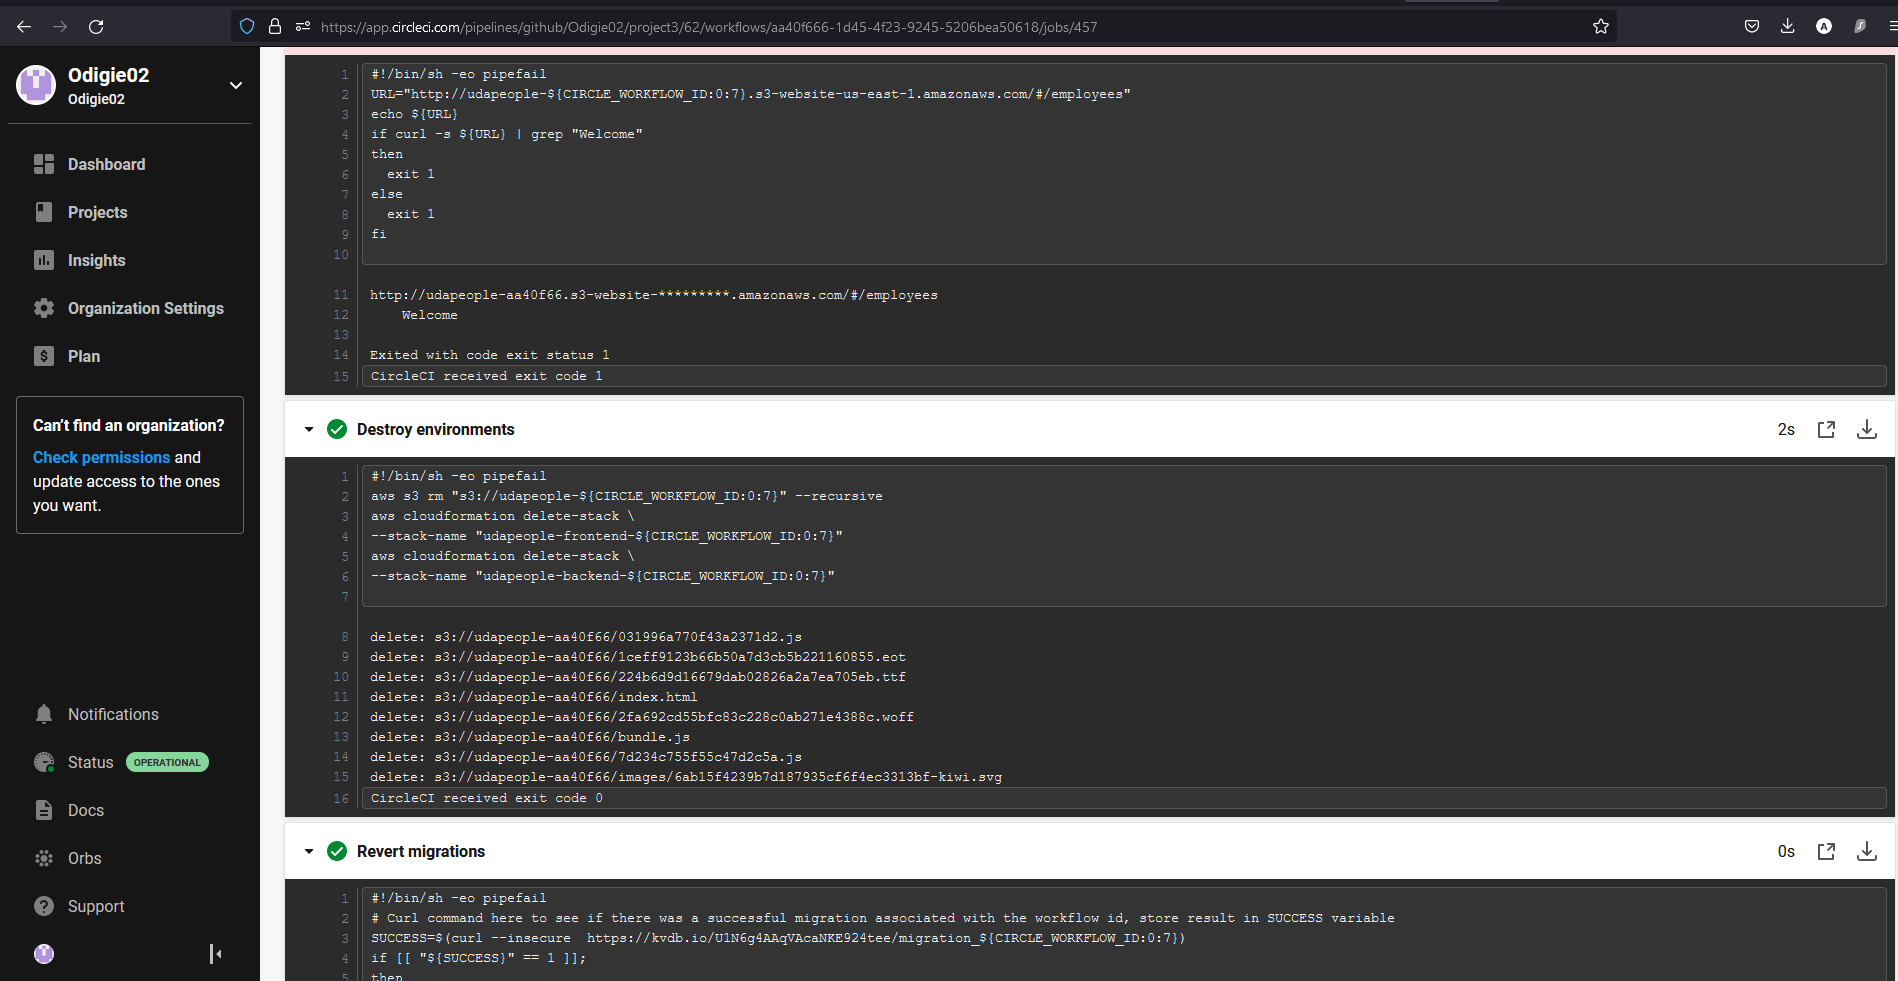 https://app.circleci.com/pipelines/github/Odigie02/project3/62/workflows/aa40f666-1d45-4f23-9245-5206bea50618/jobs/457
A
Odigie02
Odigie02
Dashboard
Projects
Insights
Organization Settings
Plan
Can't find an organization?
Check permissions and
update access to the ones
you want.
Notifications
Status OPERATIONAL
Docs
Orbs
Support
1 #!/bin/sh -eo pipefail
2 URL="http://udapeople-${CIRCLE_WORKFLOW_ID:0:7}.s3-website-us-east-1.amazonaws.com/#/employees"
3 echo ${URL}
4 if curl -s ${URL} | grep "Welcome"
5 then
6 exit 1
7 else
8 exit 1
9 fi
10
11 http://udapeople-aa40f66.s3-website-*********.amazonaws.com/#/employees
12 Welcome
13
14 Exited with code exit status 1
15 CircleCI received exit code 1
Destroy environments 2s
1 #!/bin/sh -eo pipefail
2 aws s3 rm "s3://udapeople-${CIRCLE_WORKFLOW_ID:0:7}" --recursive
3 aws cloudformation delete-stack \
4 --stack-name "udapeople-frontend-${CIRCLE_WORKFLOW_ID:0:7}"
5 aws cloudformation delete-stack \
6 --stack-name "udapeople-backend-${CIRCLE_WORKFLOW_ID:0:7}"
7
8 delete: s3://udapeople-aa40f66/031996a770f43a2371d2.js
9 delete: s3://udapeople-aa40f66/1ceff9123b66b50a7d3cb5b221160855.eot
10 delete: s3://udapeople-aa40f66/224b6d9d16679dab02826a2a7ea705eb.ttf
11 delete: s3://udapeople-aa40f66/index.html
12 delete: s3://udapeople-aa40f66/2fa692cd55bfc83c228c0ab271e4388c.woff
13 delete: s3://udapeople-aa40f66/bundle.js
14 delete: s3://udapeople-aa40f66/7d234c755f55c47d2c5a.js
15 delete: s3://udapeople-aa40f66/images/6ab15f4239b7d187935cf6f4ec3313bf-kiwi.svg
16 CircleCI received exit code 0
Revert migrations 0s
1 #!/bin/sh -eo pipefail
2 # Curl command here to see if there was a successful migration associated with the workflow id, store result in SUCCESS variable
3 SUCCESS=$(curl --insecure  https://kvdb.io/U1N6g4AAqVAcaNKE924tee/migration_${CIRCLE_WORKFLOW_ID:0:7})
4 if [[ "${SUCCESS}" == 1 ]];
5 then